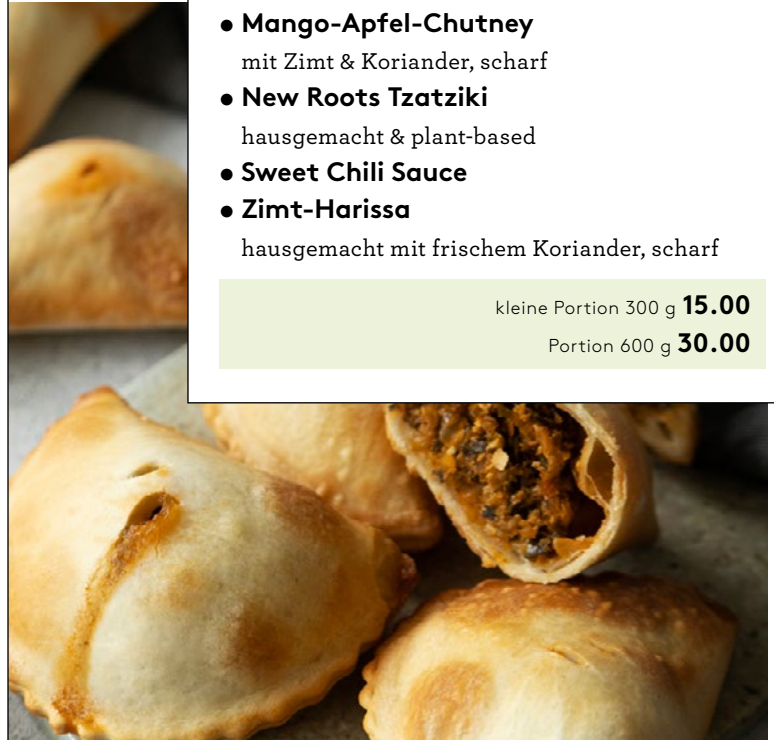 • Mango-Apfel-Chutney
mit Zimt & Koriander, scharf
• New Roots Tzatziki
hausgemacht & plant-based
• Sweet Chili Sauce
• Zimt-Harissa
hausgemacht mit frischem Koriander, scharf
kleine Portion 300 g 15.00
Portion 600 g 30.00